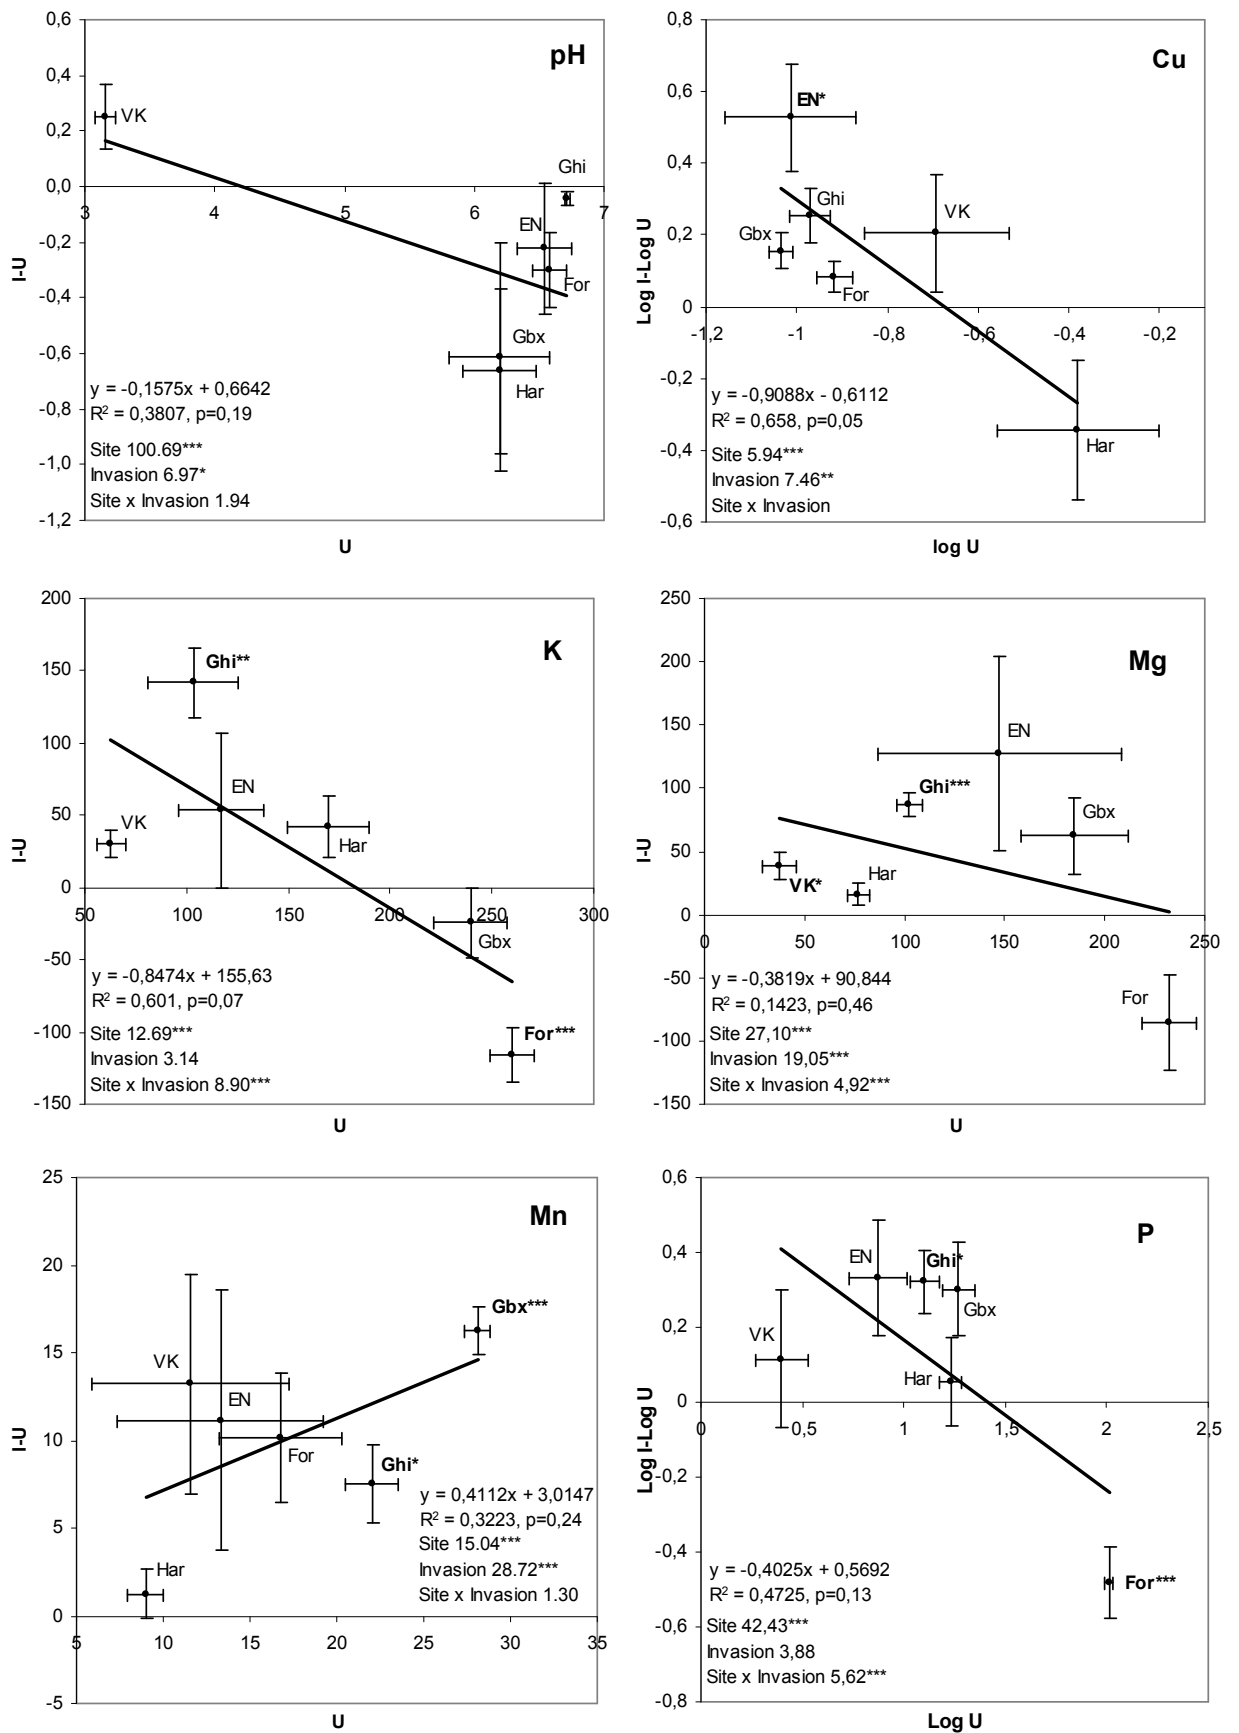 pH
0,6
0,4
0,2
0,0
-0,2
-0,4
-0,6
-0,8
-1,0
-1,2
3
4
5
6
7
I-U
U
VK
Ghi
EN
For
Gbx
Har
y = -0,1575x + 0,6642
R² = 0,3807, p=0,19
Site 100.69***
Invasion 6.97*
Site x Invasion 1.94
Cu
0,8
0,6
0,4
0,2
0
-0,2
-0,4
-0,6
-1,2
-1
-0,8
-0,6
-0,4
-0,2
Log I-Log U
log U
EN*
Ghi
VK
Gbx
For
Har
y = -0,9088x - 0,6112
R² = 0,658, p=0,05
Site 5.94***
Invasion 7.46**
Site x Invasion
K
200
150
100
50
0
-50
-100
-150
50
100
150
200
250
300
I-U
U
Ghi**
EN
VK
Har
Gbx
For***
y = -0,8474x + 155,63
R² = 0,601, p=0,07
Site 12.69***
Invasion 3.14
Site x Invasion 8.90***
Mg
250
200
150
100
50
0
-50
-100
-150
0
50
100
150
200
250
I-U
U
EN
Ghi***
Gbx
VK*
Har
For
y = -0,3819x + 90,844
R² = 0,1423, p=0,46
Site 27,10***
Invasion 19,05***
Site x Invasion 4,92***
Mn
25
20
15
10
5
0
-5
5
10
15
20
25
30
35
I-U
U
Gbx***
VK
EN
For
Ghi*
Har
y = 0,4112x + 3,0147
R² = 0,3223, p=0,24
Site 15.04***
Invasion 28.72***
Site x Invasion 1.30
P
0,6
0,4
0,2
0
-0,2
-0,4
-0,6
-0,8
0
0,5
1
1,5
2
2,5
Log I-Log U
Log U
EN
Ghi*
Gbx
VK
Har
For***
y = -0,4025x + 0,5692
R² = 0,4725, p=0,13
Site 42,43***
Invasion 3,88
Site x Invasion 5,62***